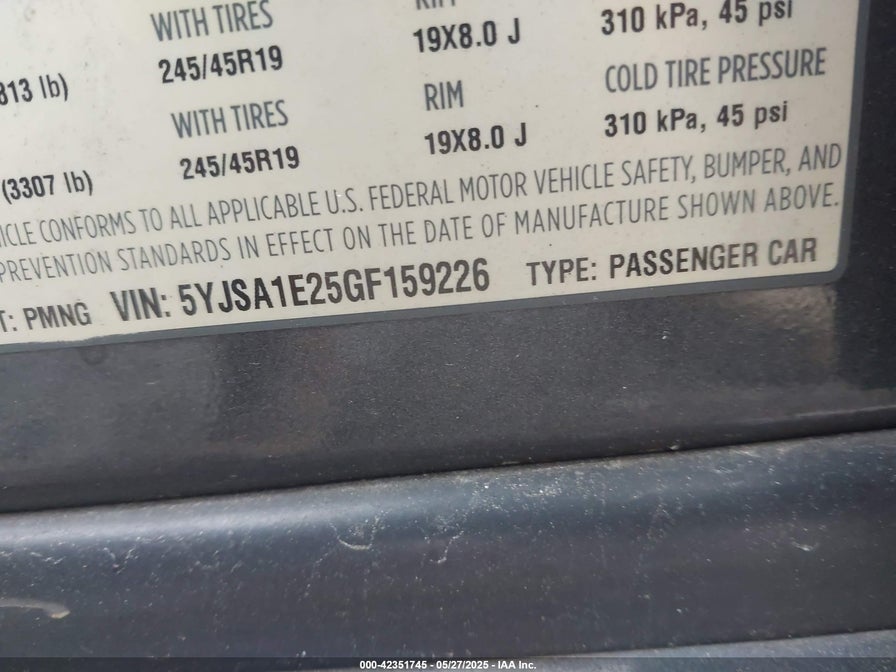 WITH TIRES RIM 310 kPa, 45 psi
813 lb) 245/45R19 19X8.0 J
WITH TIRES RIM COLD TIRE PRESSURE
(3307 lb) 245/45R19 19X8.0 J 310 kPa, 45 psi
ICLE CONFORMS TO ALL APPLICABLE U.S. FEDERAL MOTOR VEHICLE SAFETY, BUMPER, AND
PREVENTION STANDARDS IN EFFECT ON THE DATE OF MANUFACTURE SHOWN ABOVE.
T: PMNG VIN: 5YJSA1E25GF159226 TYPE: PASSENGER CAR
000-42351745 - 05/27/2025 - IAA Inc.